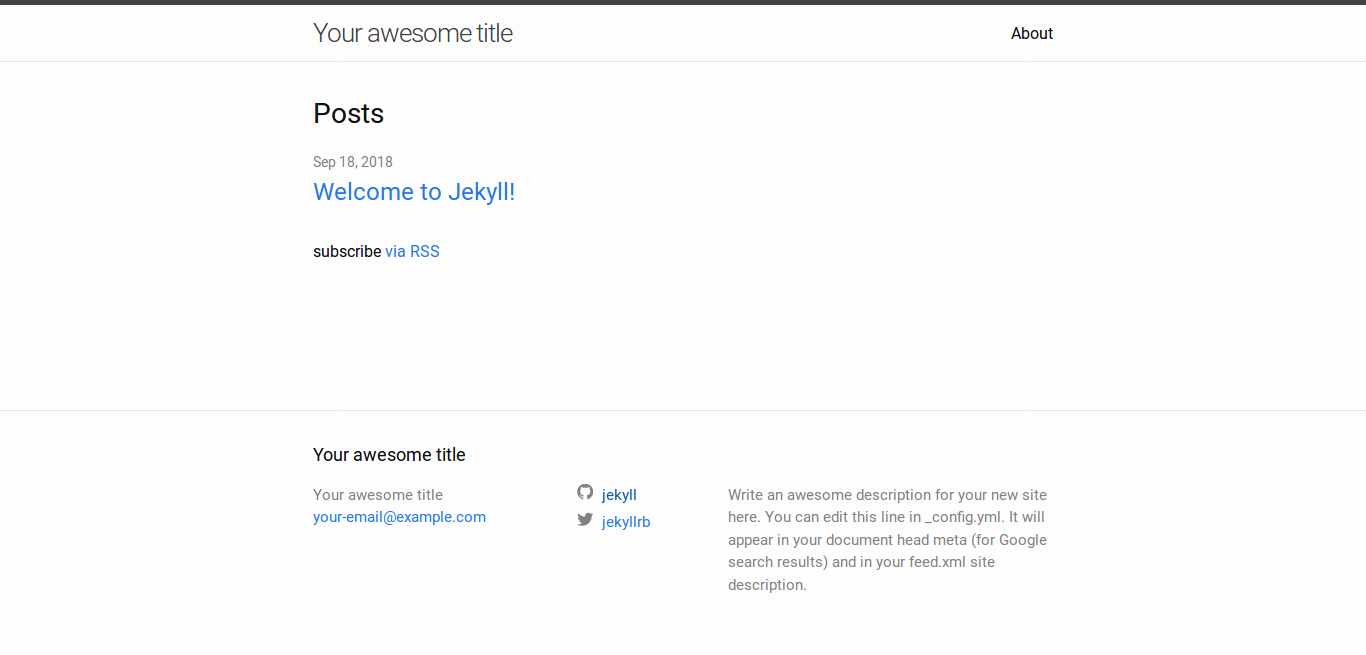 Your awesome title
About
Posts
Sep 18, 2018
Welcome to Jekyll!
subscribe via RSS
Your awesome title
Your awesome title
your-email@example.com
jekyll
jekyllrb
Write an awesome description for your new site
here. You can edit this line in _config.yml. It will
appear in your document head meta (for Google
search results) and in your feed.xml site
description.